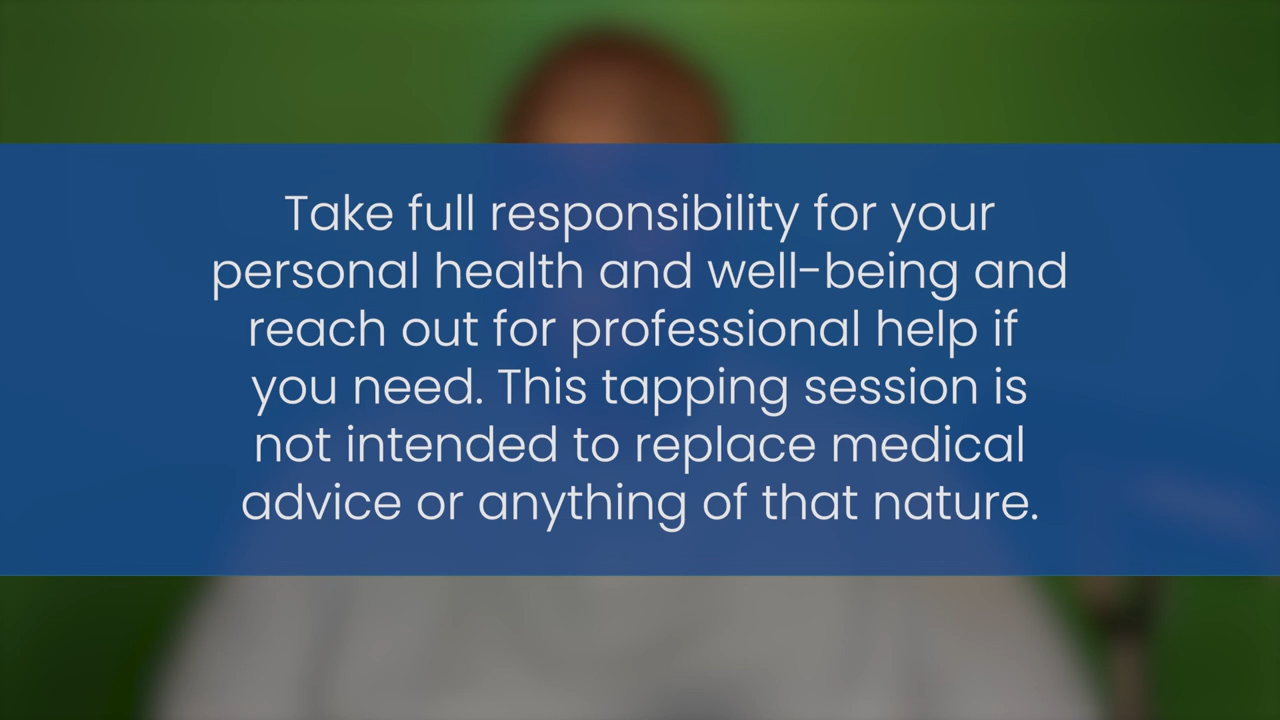 Take full responsibility for your
personal health and well-being and
reach out for professional help if
you need. This tapping session is
not intended to replace medical
advice or anything of that nature.